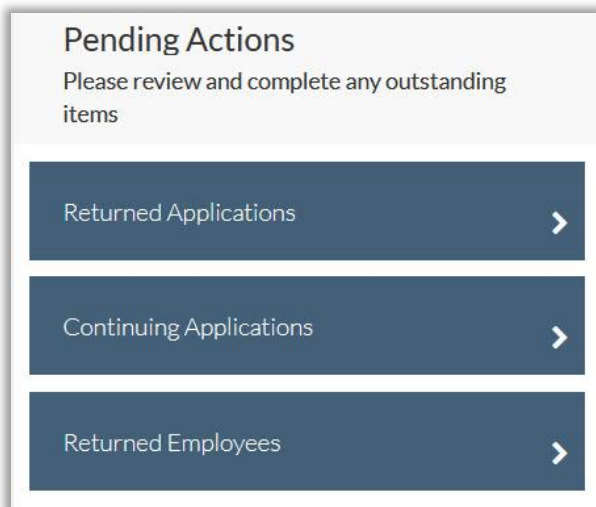 Pending Actions
Please review and complete any outstanding
items
Returned Applications
Continuing Applications
Returned Employees